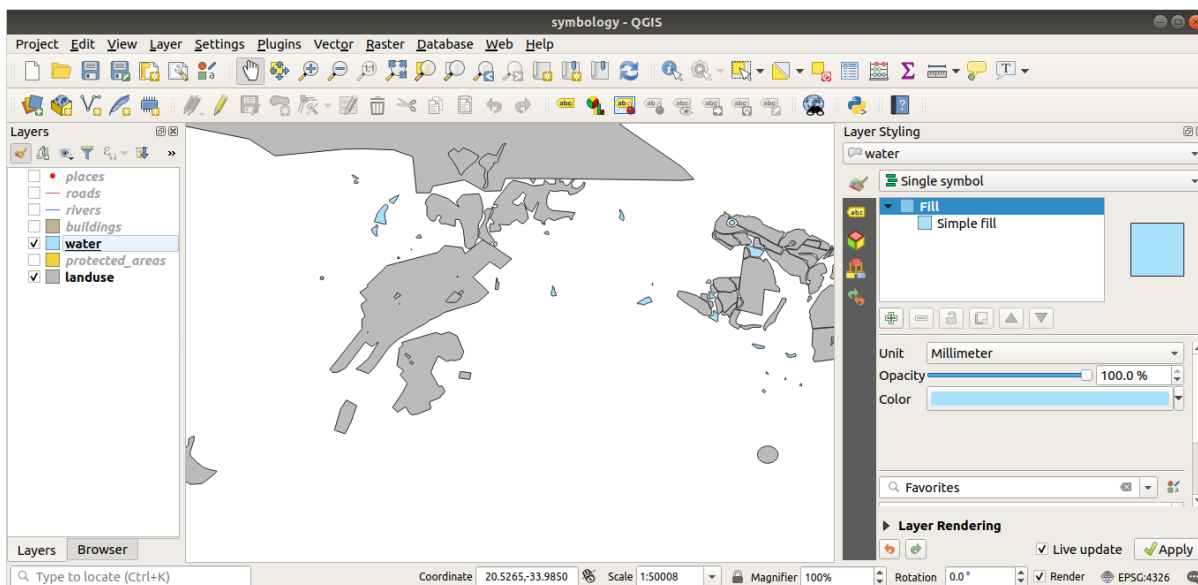 symbology - QGIS
Project Edit View Layer Settings Plugins Vector Raster Database Web Help
Layers
places
roads
rivers
buildings
water
protected_areas
landuse
Layers Browser
Layer Styling
water
Single symbol
Fill
Simple fill
Unit Millimeter
Opacity 100.0 %
Color
Favorites
Layer Rendering
Live update Apply
Type to locate (Ctrl+K) Coordinate 20.5265,-33.9850 Scale 1:50008 Magnifier 100% Rotation 0.0° Render EPSG:4326